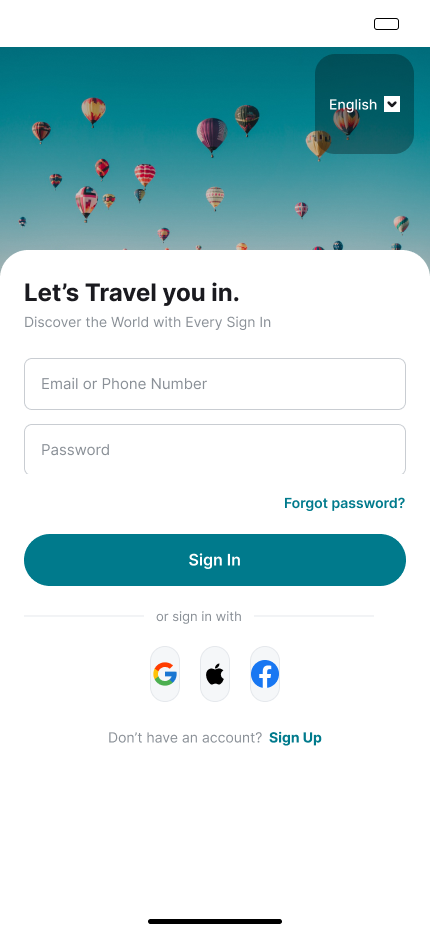 English
Let’s Travel you in.
Discover the World with Every Sign In
Email or Phone Number
Password
Forgot password?
Sign In
or sign in with
Don’t have an account? Sign Up